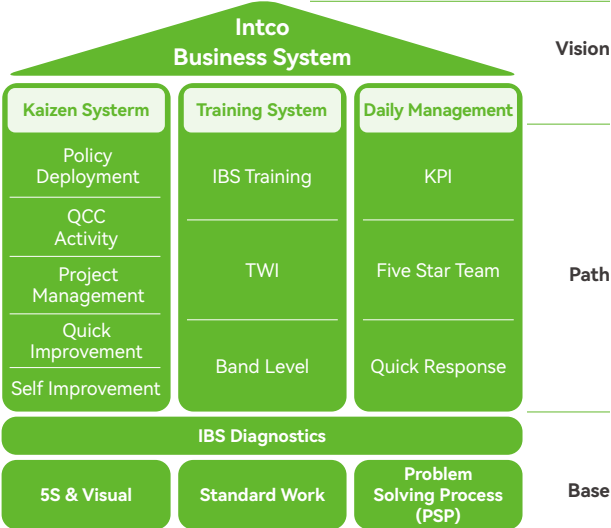 Intco
Business System
Vision
Kaizen Systerm
Training System
Daily Management
Policy
Deployment
QCC
Activity
Project
Management
Quick
Improvement
Self Improvement
IBS Training
TWI
Band Level
KPI
Five Star Team
Quick Response
Path
IBS Diagnostics
5S & Visual
Standard Work
Problem
Solving Process
(PSP)
Base